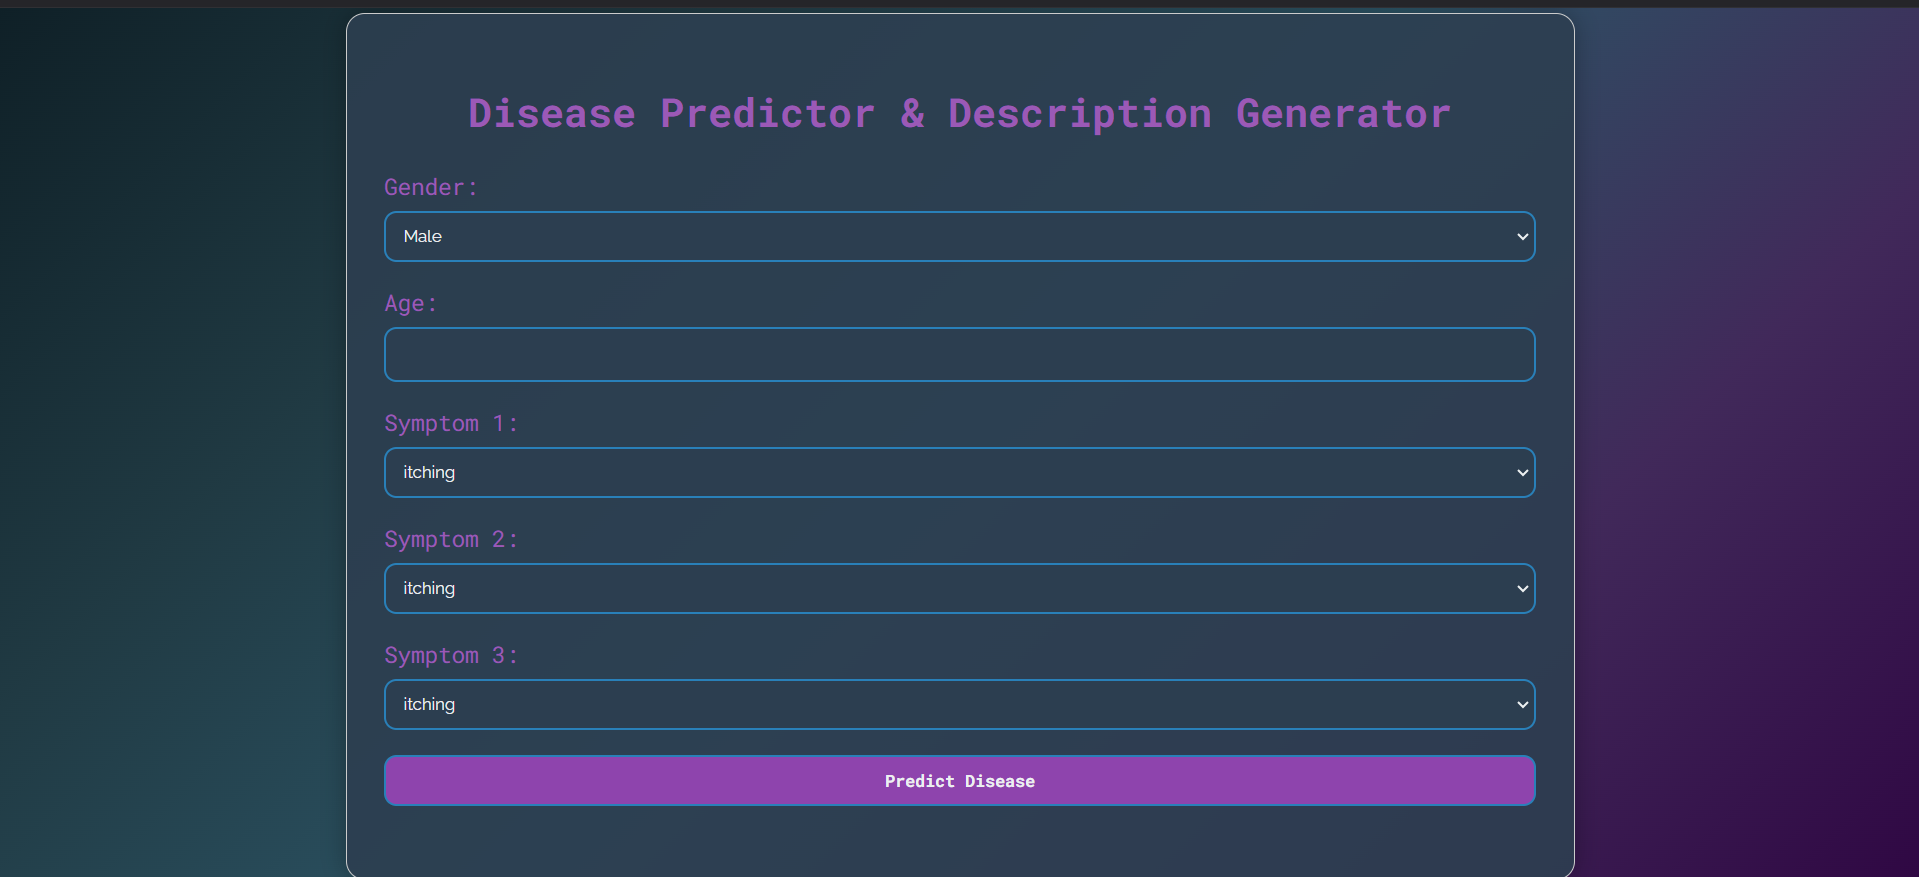 Disease Predictor & Description Generator
Gender:
Male
Age:
Symptom 1:
itching
Symptom 2:
itching
Symptom 3:
itching
Predict Disease